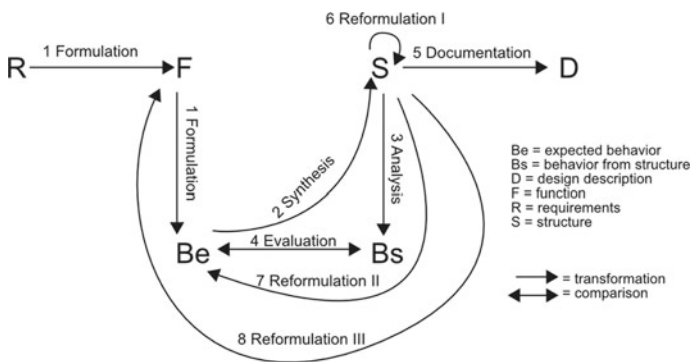 6 Reformulation I
1 Formulation
5 Documentation
R
F
S
D
1 Formulation
2 Synthesis
3 Analysis
Be = expected behavior
Bs = behavior from structure
D = design description
F = function
R = requirements
S = structure
Be
4 Evaluation
Bs
7 Reformulation II
= transformation
= comparison
8 Reformulation III